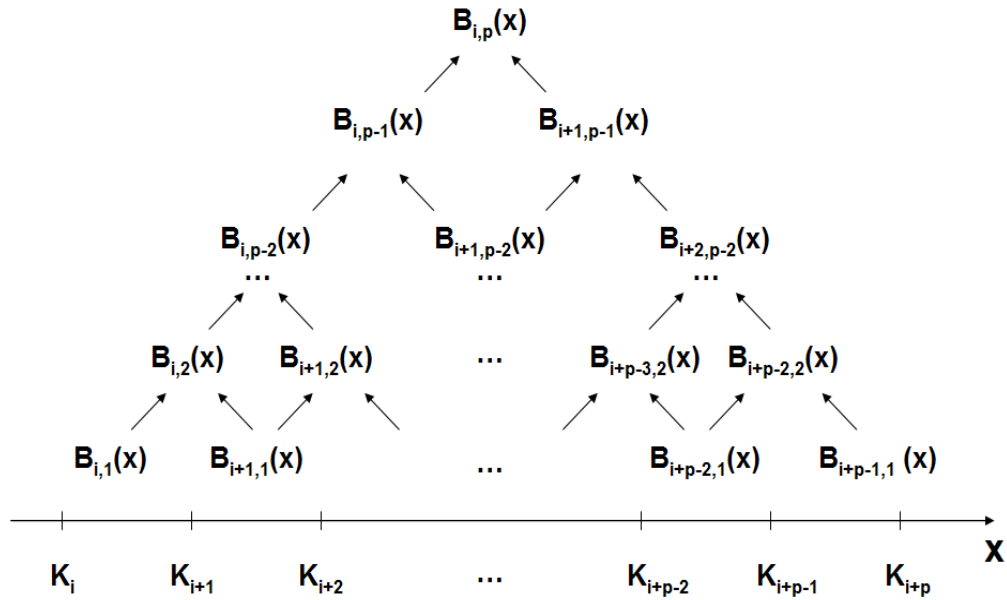 B_{i,p}(x)
B_{i,p-1}(x) B_{i+1,p-1}(x)
B_{i,p-2}(x) B_{i+1,p-2}(x) B_{i+2,p-2}(x)
... ... ...
B_{i,2}(x) B_{i+1,2}(x) ... B_{i+p-3,2}(x) B_{i+p-2,2}(x)
B_{i,1}(x) B_{i+1,1}(x) ... B_{i+p-2,1}(x) B_{i+p-1,1} (x)
x
K_i K_{i+1} K_{i+2} ... K_{i+p-2} K_{i+p-1} K_{i+p}